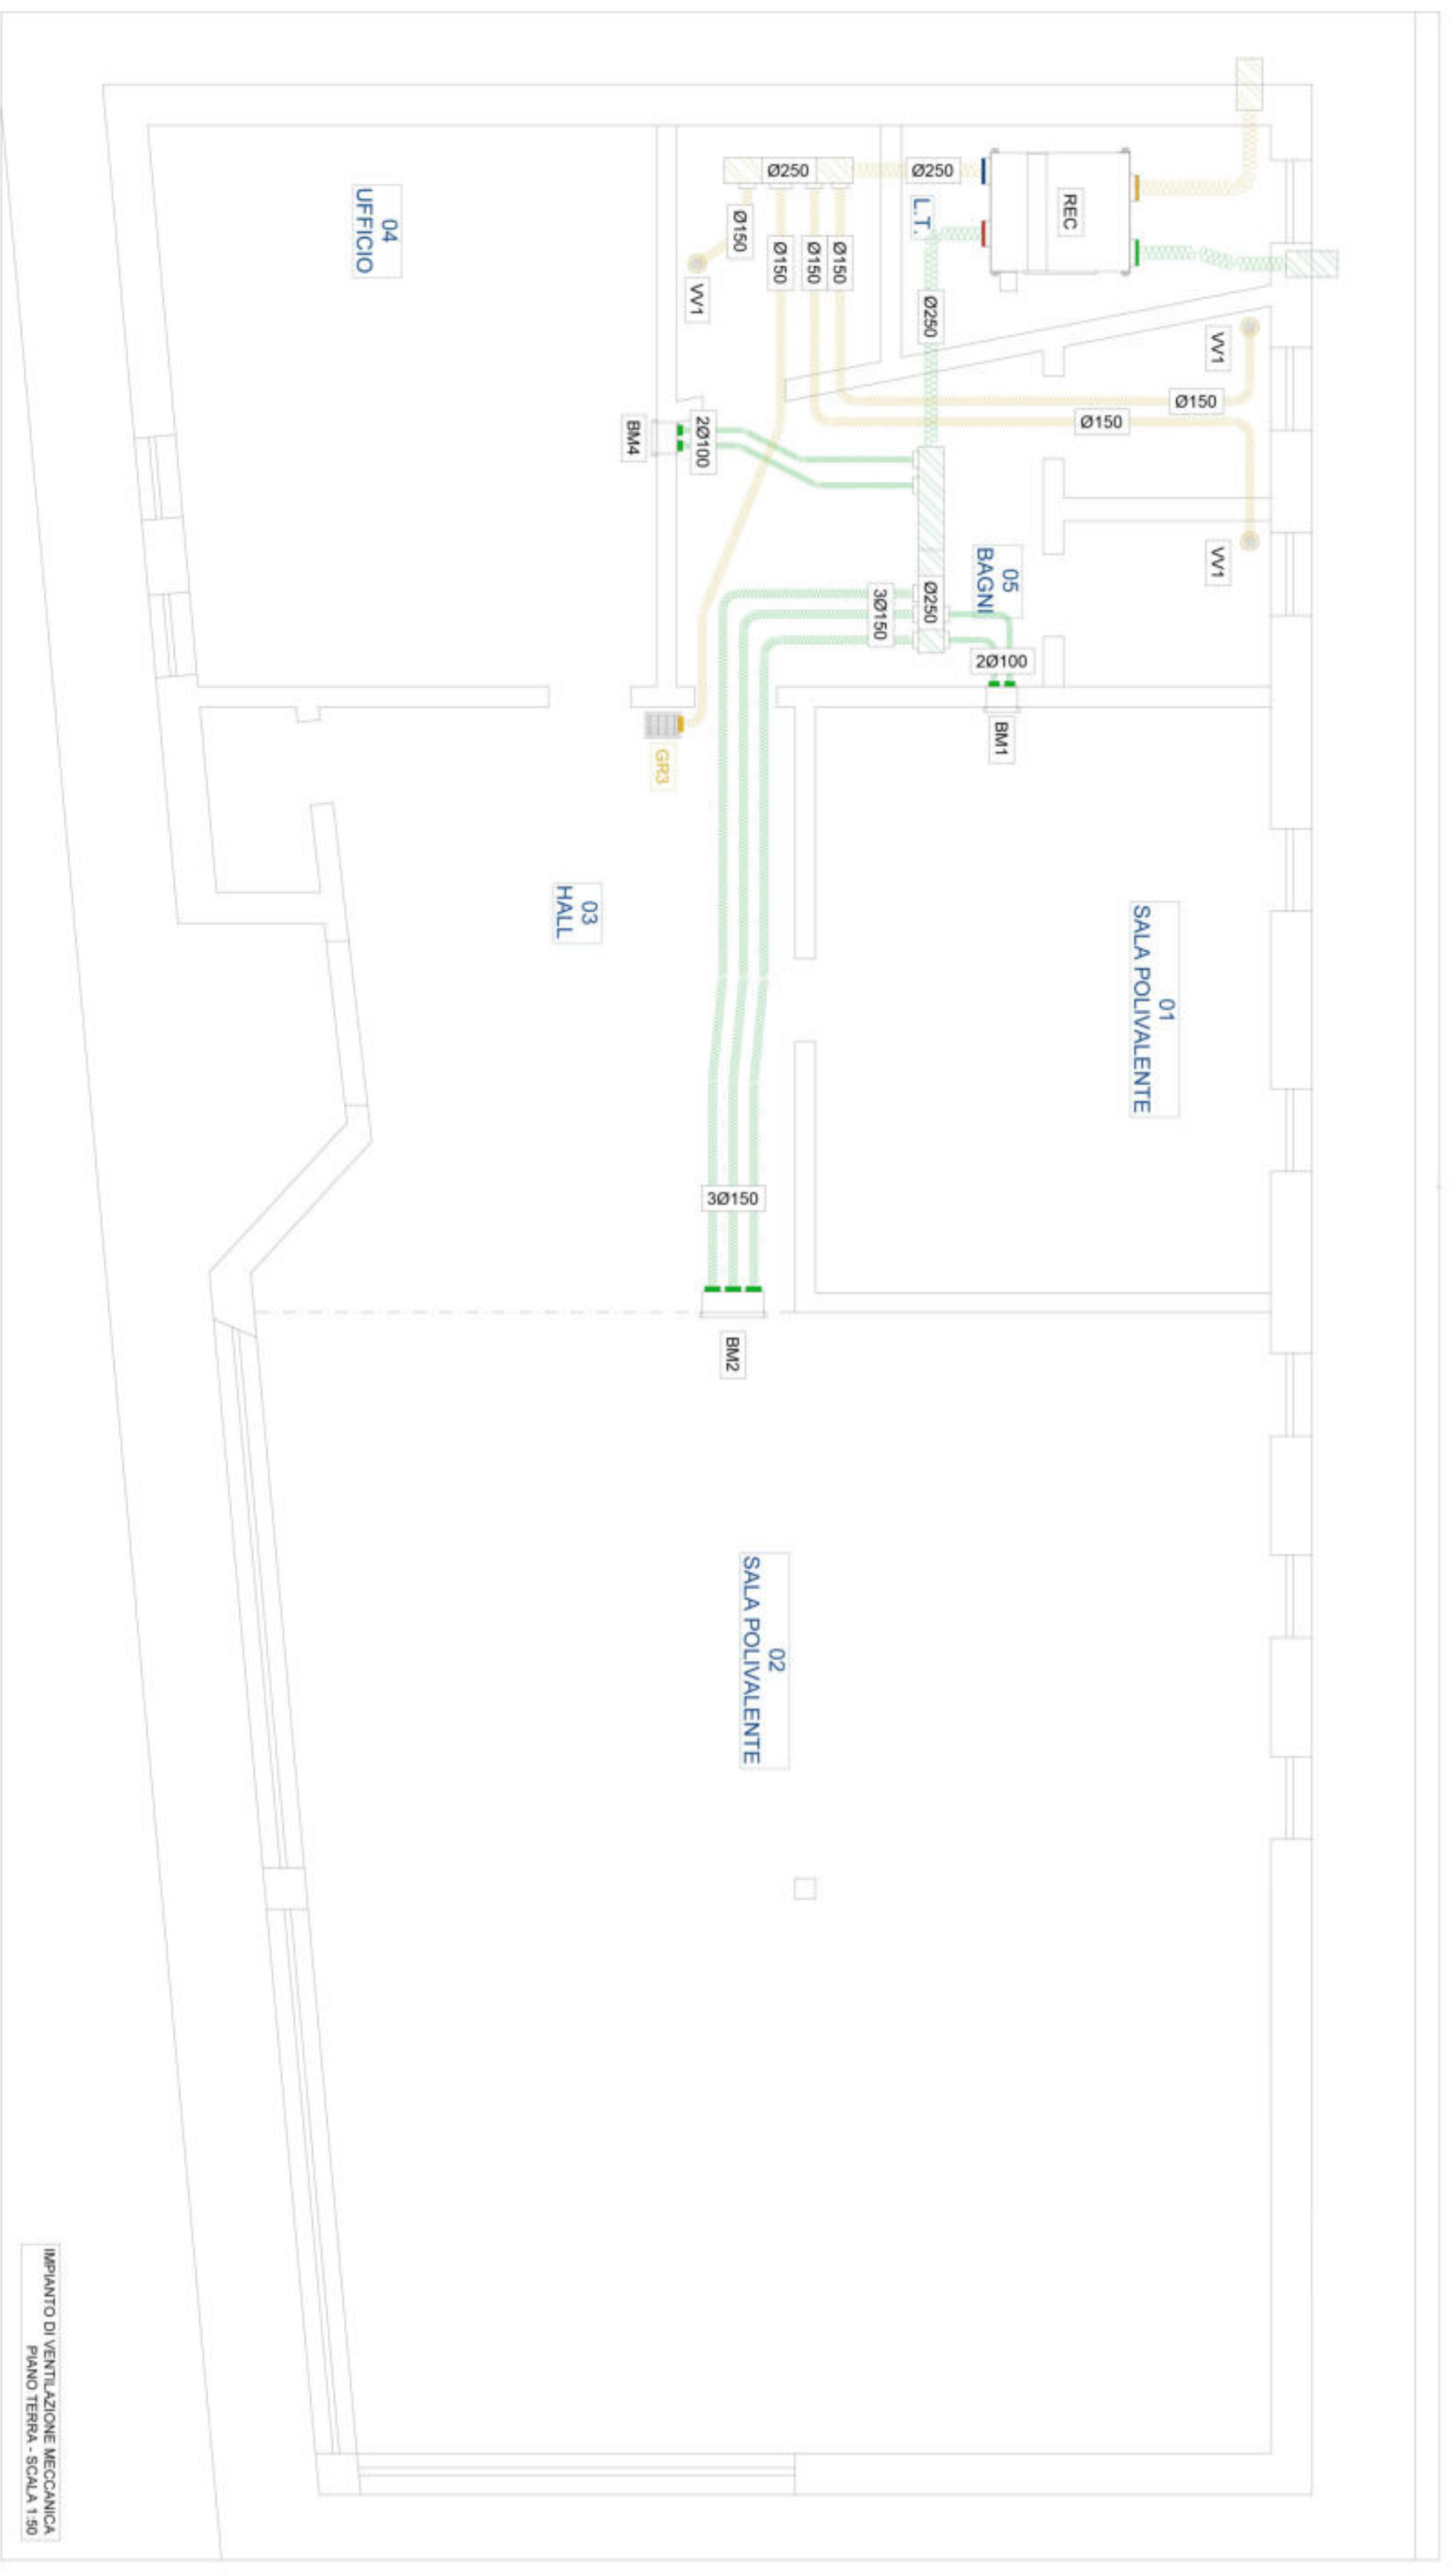 REC
L.T.
Ø250
Ø250
Ø150
Ø150
Ø150
Ø150
VV1
Ø250
VV1
Ø150
Ø150
VV1
04
UFFICIO
BM4
2Ø100
05
BAGNI
Ø250
3Ø150
2Ø100
BM1
GR3
03
HALL
01
SALA POLIVALENTE
3Ø150
BM2
02
SALA POLIVALENTE
IMPIANTO DI VENTILAZIONE MECCANICA
PIANO TERRA - SCALA 1:50